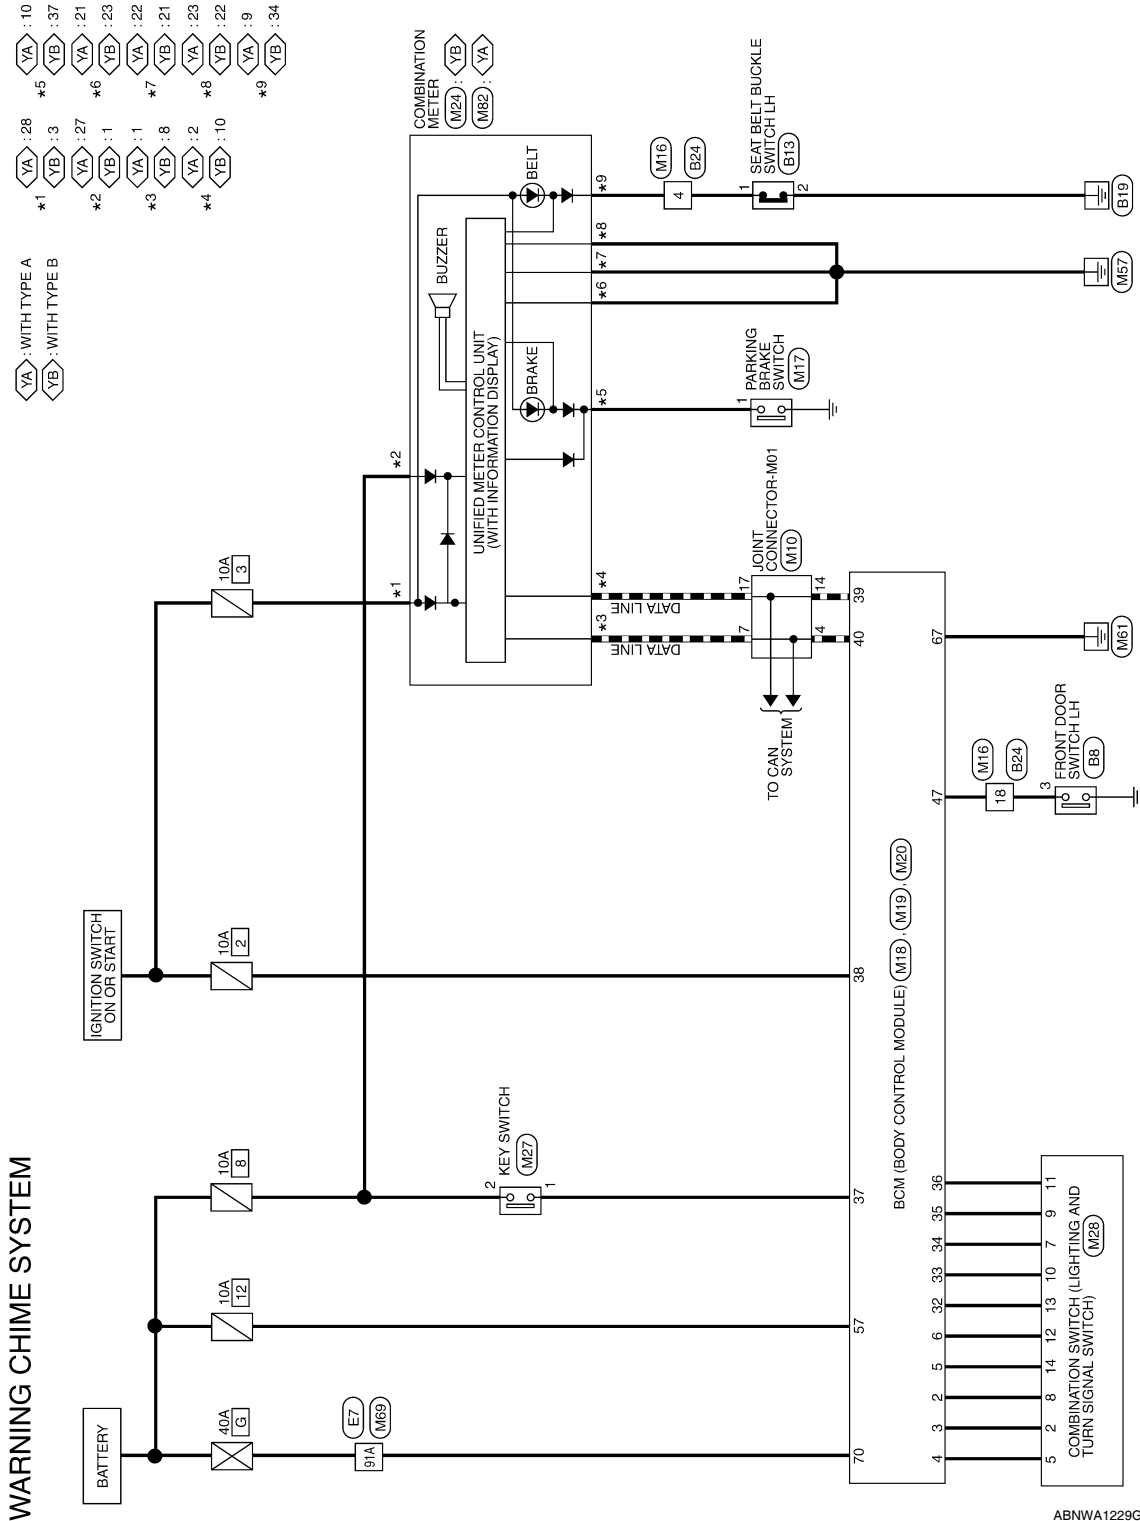 WARNING CHIME SYSTEM
YA : WITH TYPE A
YB : WITH TYPE B
*1 YA : 28
YB : 3
*2 YA : 27
YB : 1
*3 YA : 1
YB : 8
*4 YA : 2
YB : 10
*5 YA : 10
YB : 37
*6 YA : 21
YB : 23
*7 YA : 22
YB : 21
*8 YA : 23
YB : 22
*9 YA : 9
YB : 34
BATTERY
IGNITION SWITCH
ON OR START
40A
G
10A
12
10A
8
10A
2
10A
3
91A
E7
M69
2
KEY SWITCH
M27
1
*1
*2
COMBINATION
METER
M24 : YB
M82 : YA
BUZZER
UNIFIED METER CONTROL UNIT
(WITH INFORMATION DISPLAY)
BRAKE
BELT
*3
*4
*5
*6
*7
*8
*9
DATA LINE
DATA LINE
7
17
JOINT
CONNECTOR-M01
M10
4
14
TO CAN
SYSTEM
1
PARKING
BRAKE
SWITCH
M17
4
M16
B24
1
SEAT BELT BUCKLE
SWITCH LH
B13
2
M57
B19
70
57
37
38
40
39
BCM (BODY CONTROL MODULE) M18 , M19 , M20
4
3
2
5
6
32
33
34
35
36
47
67
5
2
8
14
12
13
10
7
9
11
COMBINATION SWITCH (LIGHTING AND
TURN SIGNAL SWITCH)
M28
18
M16
B24
3
FRONT DOOR
SWITCH LH
B8
M61
ABNWA1229G